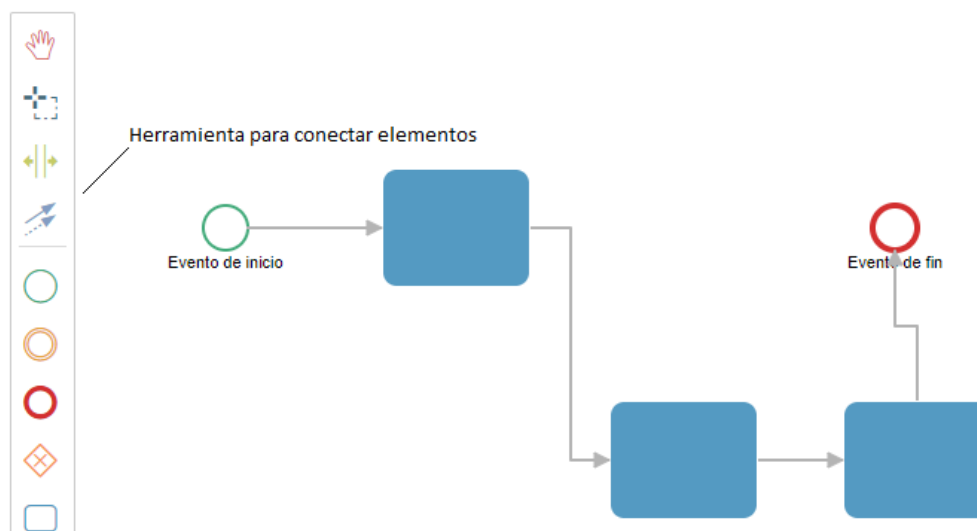 Herramienta para conectar elementos
Evento de inicio
Evento de fin